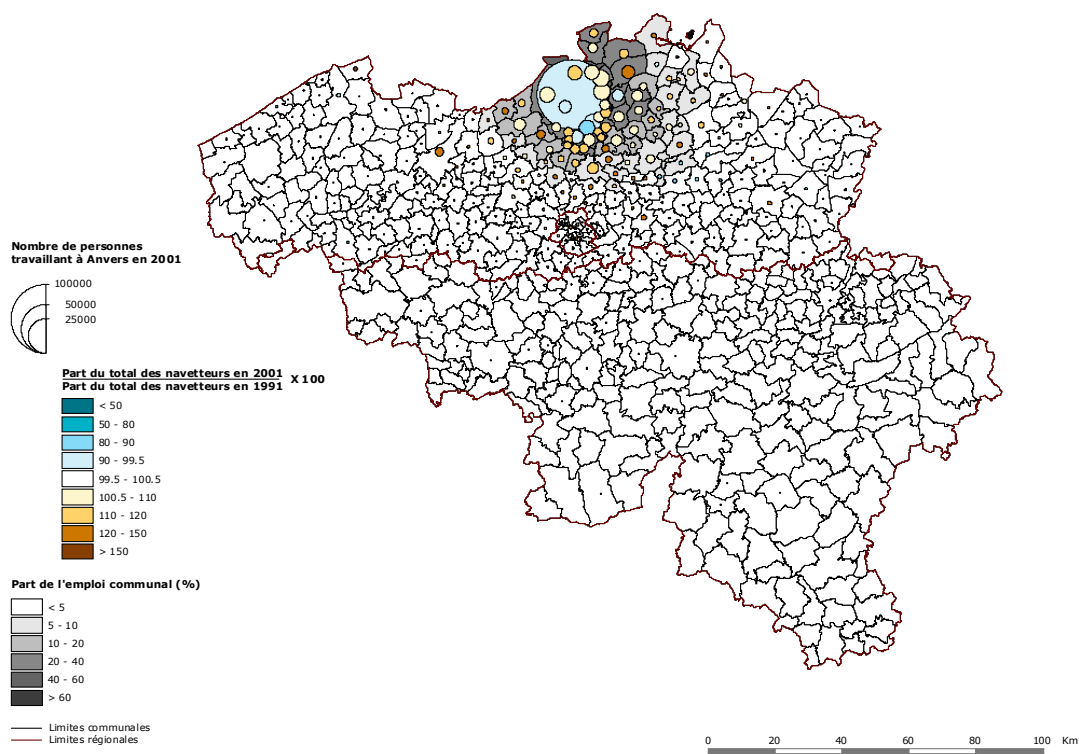 Nombre de personnes
travaillant à Anvers en 2001
100000
50000
25000
Part du total des navetteurs en 2001
Part du total des navetteurs en 1991
X 100
< 50
50 - 80
80 - 90
90 - 99.5
99.5 - 100.5
100.5 - 110
110 - 120
120 - 150
> 150
Part de l'emploi communal (%)
< 5
5 - 10
10 - 20
20 - 40
40 - 60
> 60
Limites communales
Limites régionales
0 20 40 60 80 100 Km